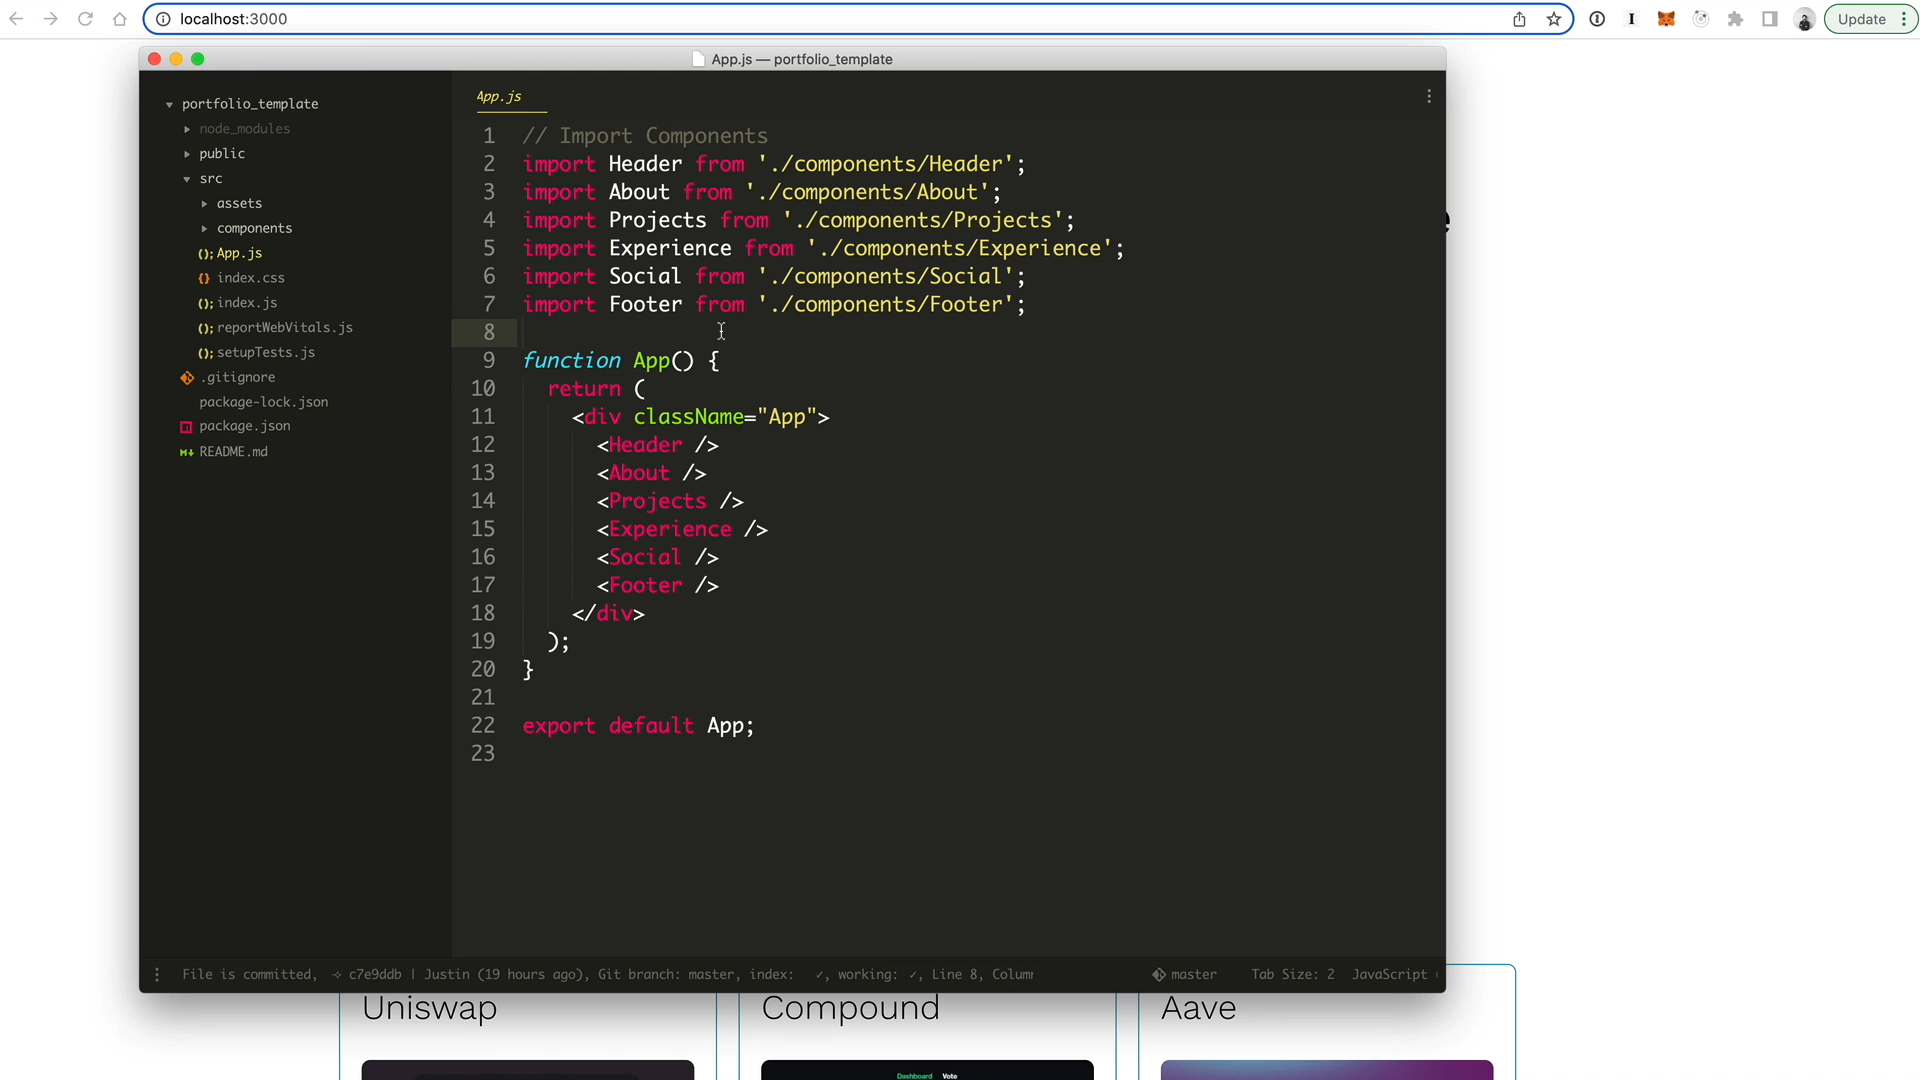 localhost:3000
Update
App.js — portfolio_template
portfolio_template
node_modules
public
src
assets
components
(); App.js
{} index.css
(); index.js
(); reportWebVitals.js
(); setupTests.js
.gitignore
package-lock.json
package.json
README.md
App.js
1 // Import Components
2 import Header from './components/Header';
3 import About from './components/About';
4 import Projects from './components/Projects';
5 import Experience from './components/Experience';
6 import Social from './components/Social';
7 import Footer from './components/Footer';
8
9 function App() {
10 return (
11 <div className="App">
12 <Header />
13 <About />
14 <Projects />
15 <Experience />
16 <Social />
17 <Footer />
18 </div>
19 );
20 }
21
22 export default App;
23
File is committed, c7e9ddb | Justin (19 hours ago), Git branch: master, index: ✓, working: ✓, Line 8, Column
master
Tab Size: 2
JavaScript
Uniswap
Compound
Aave
Dashboard Vote